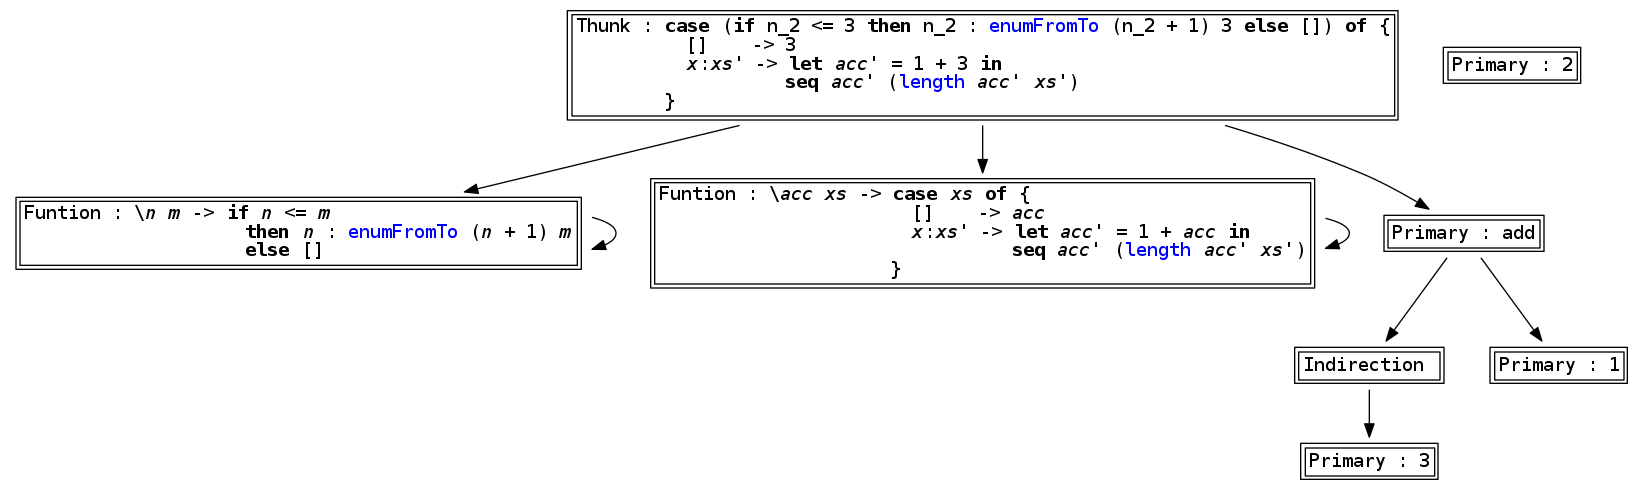 Thunk : case (if n_2 <= 3 then n_2 : enumFromTo (n_2 + 1) 3 else []) of {
[] -> 3
x:xs' -> let acc' = 1 + 3 in
seq acc' (length acc' xs')
}
Primary : 2
Funtion : \n m -> if n <= m
then n : enumFromTo (n + 1) m
else []
Funtion : \acc xs -> case xs of {
[] -> acc
x:xs' -> let acc' = 1 + acc in
seq acc' (length acc' xs')
}
Primary : add
Indirection
Primary : 1
Primary : 3